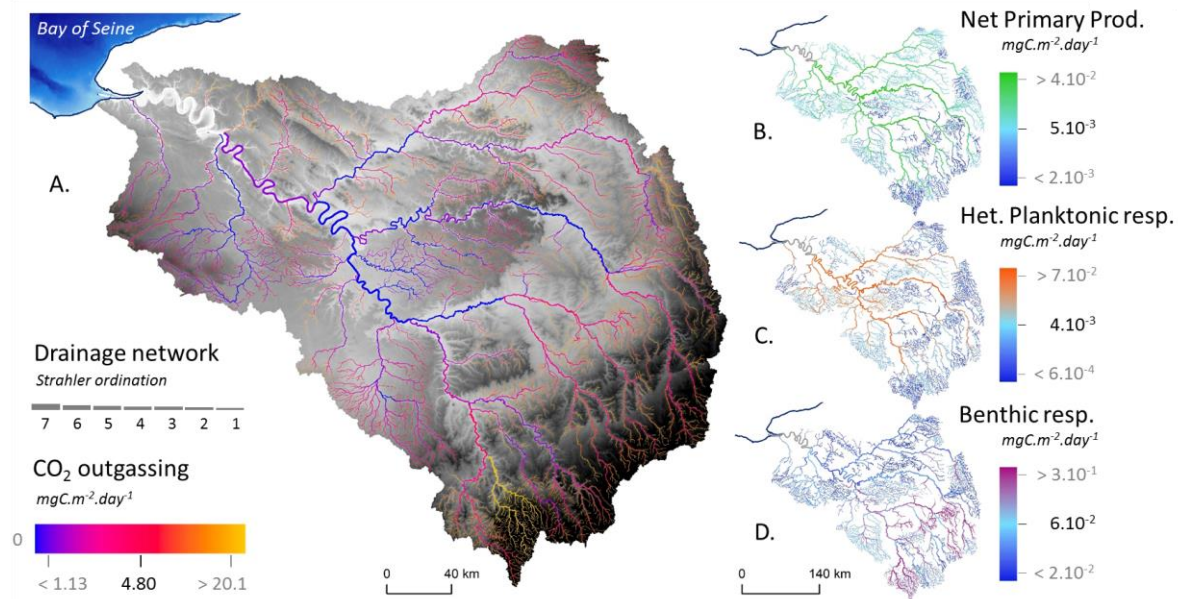 Bay of Seine
A.
Drainage network
Strahler ordination
7 6 5 4 3 2 1
CO₂ outgassing
mgC.m⁻².day⁻¹
0
< 1.13 4.80 > 20.1
0 40 km
Net Primary Prod.
mgC.m⁻².day⁻¹
> 4.10⁻²
B.
5.10⁻³
< 2.10⁻³
Het. Planktonic resp.
mgC.m⁻².day⁻¹
> 7.10⁻²
C.
4.10⁻³
< 6.10⁻⁴
Benthic resp.
mgC.m⁻².day⁻¹
> 3.10⁻¹
6.10⁻²
D.
< 2.10⁻²
0 140 km